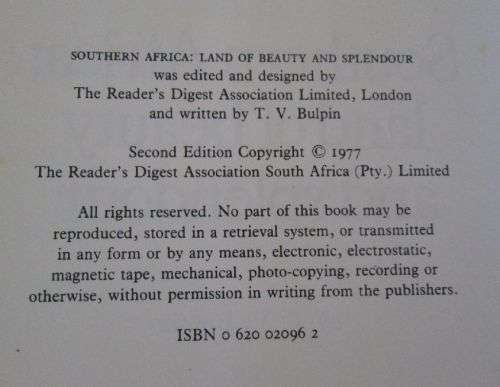 SOUTHERN AFRICA: LAND OF BEAUTY AND SPLENDOUR
was edited and designed by
The Reader's Digest Association Limited, London
and written by T. V. Bulpin
Second Edition Copyright © 1977
The Reader's Digest Association South Africa (Pty.) Limited
All rights reserved. No part of this book may be
reproduced, stored in a retrieval system, or transmitted
in any form or by any means, electronic, electrostatic,
magnetic tape, mechanical, photo-copying, recording or
otherwise, without permission in writing from the publishers.
ISBN 0 620 02096 2